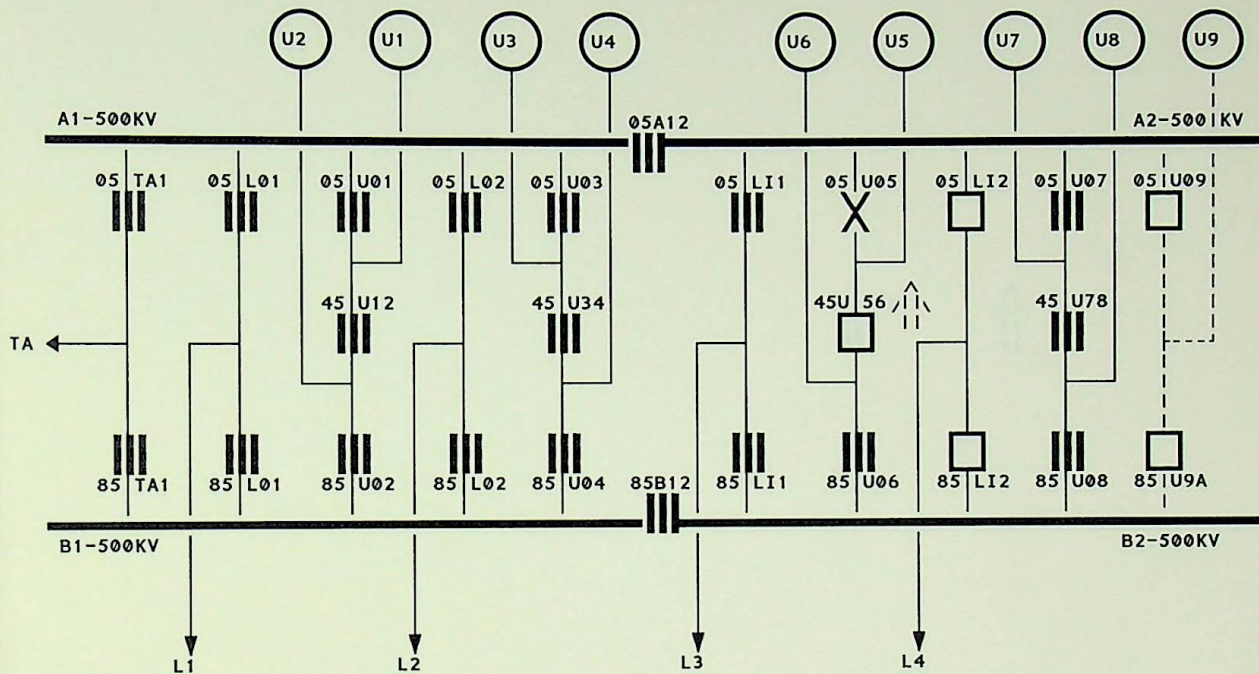 U2 U1 U3 U4 U6 U5 U7 U8 U9
A1-500KV 05A12 A2-500 KV
05 TA1 05 L01 05 U01 05 L02 05 U03 05 LI1 05 U05 05 LI2 05 U07 05 U09
45 U12 45 U34 45U 56 45 U78
TA
85 TA1 85 L01 85 U02 85 L02 85 U04 85B12 85 LI1 85 U06 85 LI2 85 U08 85 U9A
B1-500KV B2-500KV
L1 L2 L3 L4